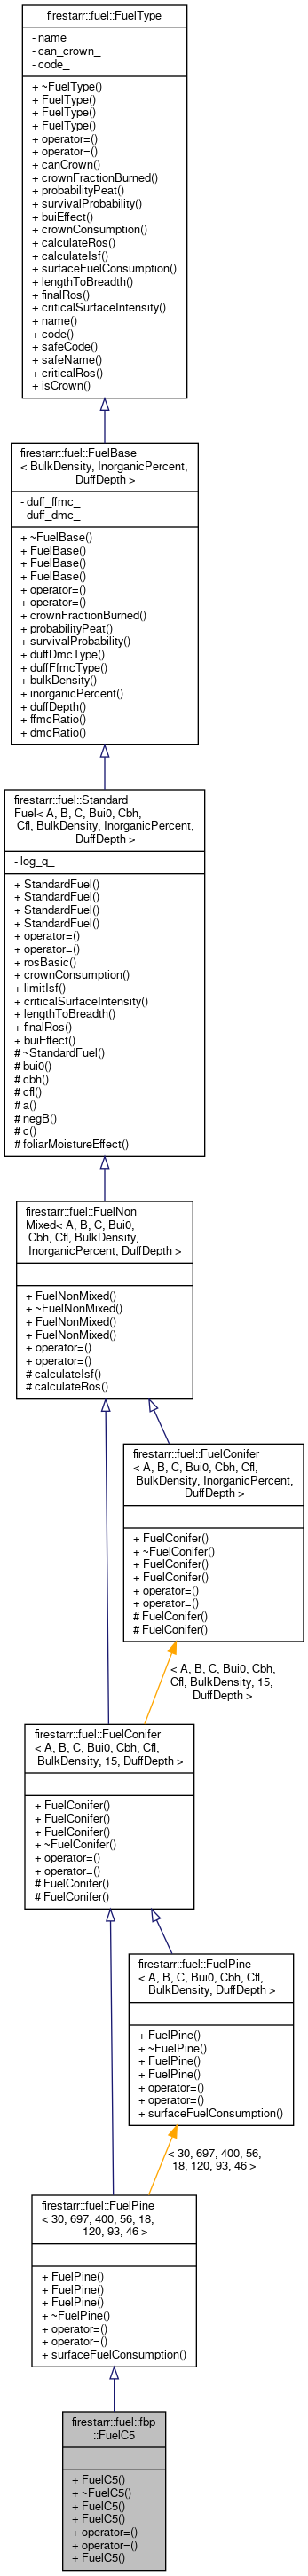 firestarr::fuel::FuelType
- name_
- can_crown_
- code_
+ ~FuelType()
+ FuelType()
+ FuelType()
+ FuelType()
+ operator=()
+ operator=()
+ canCrown()
+ crownFractionBurned()
+ probabilityPeat()
+ survivalProbability()
+ buiEffect()
+ crownConsumption()
+ calculateRos()
+ calculateIsf()
+ surfaceFuelConsumption()
+ lengthToBreadth()
+ finalRos()
+ criticalSurfaceIntensity()
+ name()
+ code()
+ safeCode()
+ safeName()
+ criticalRos()
+ isCrown()
firestarr::fuel::FuelBase
< BulkDensity, InorganicPercent,
DuffDepth >
- duff_ffmc_
- duff_dmc_
+ ~FuelBase()
+ FuelBase()
+ FuelBase()
+ FuelBase()
+ operator=()
+ operator=()
+ crownFractionBurned()
+ probabilityPeat()
+ survivalProbability()
+ duffDmcType()
+ duffFfmcType()
+ bulkDensity()
+ inorganicPercent()
+ duffDepth()
+ ffmcRatio()
+ dmcRatio()
firestarr::fuel::Standard
Fuel< A, B, C, Bui0, Cbh,
Cfl, BulkDensity, InorganicPercent,
DuffDepth >
- log_q_
+ StandardFuel()
+ StandardFuel()
+ StandardFuel()
+ StandardFuel()
+ operator=()
+ operator=()
+ rosBasic()
+ crownConsumption()
+ limitIsf()
+ criticalSurfaceIntensity()
+ lengthToBreadth()
+ finalRos()
+ buiEffect()
# ~StandardFuel()
# bui0()
# cbh()
# cfl()
# a()
# negB()
# c()
# foliarMoistureEffect()
firestarr::fuel::FuelNon
Mixed< A, B, C, Bui0,
Cbh, Cfl, BulkDensity,
InorganicPercent, DuffDepth >
+ FuelNonMixed()
+ ~FuelNonMixed()
+ FuelNonMixed()
+ FuelNonMixed()
+ operator=()
+ operator=()
# calculateIsf()
# calculateRos()
firestarr::fuel::FuelConifer
< A, B, C, Bui0, Cbh, Cfl,
BulkDensity, InorganicPercent,
DuffDepth >
+ FuelConifer()
+ ~FuelConifer()
+ FuelConifer()
+ FuelConifer()
+ operator=()
+ operator=()
# FuelConifer()
# FuelConifer()
< A, B, C, Bui0, Cbh,
Cfl, BulkDensity, 15,
DuffDepth >
firestarr::fuel::FuelConifer
< A, B, C, Bui0, Cbh, Cfl,
BulkDensity, 15, DuffDepth >
+ FuelConifer()
+ FuelConifer()
+ FuelConifer()
+ ~FuelConifer()
+ operator=()
+ operator=()
# FuelConifer()
# FuelConifer()
firestarr::fuel::FuelPine
< A, B, C, Bui0, Cbh, Cfl,
BulkDensity, DuffDepth >
+ FuelPine()
+ ~FuelPine()
+ FuelPine()
+ FuelPine()
+ operator=()
+ operator=()
+ surfaceFuelConsumption()
< 30, 697, 400, 56,
18, 120, 93, 46 >
firestarr::fuel::FuelPine
< 30, 697, 400, 56, 18,
120, 93, 46 >
+ FuelPine()
+ FuelPine()
+ FuelPine()
+ ~FuelPine()
+ operator=()
+ operator=()
+ surfaceFuelConsumption()
firestarr::fuel::fbp
::FuelC5
+ FuelC5()
+ ~FuelC5()
+ FuelC5()
+ FuelC5()
+ operator=()
+ operator=()
+ FuelC5()